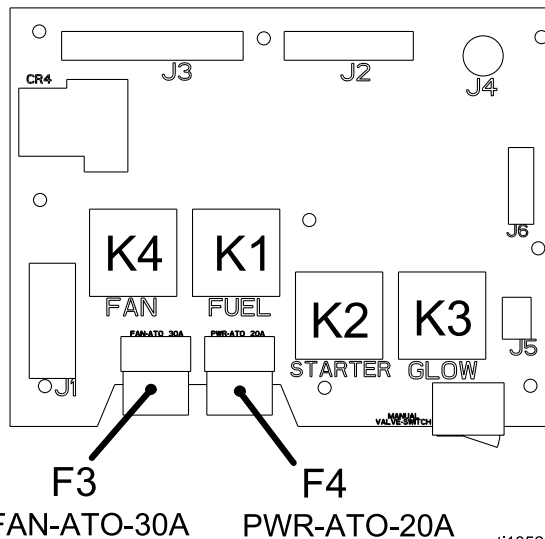 J3
J2
J4
CR4
J6
K4
K1
FAN
FUEL
K2
K3
J5
STARTER
GLOW
FAN-ATO 30A
PWR-ATO 20A
J1
MANUAL
VALVE-SWITCH
F3
F4
FAN-ATO-30A
PWR-ATO-20A